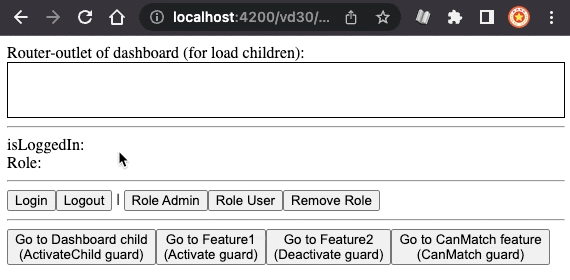 localhost:4200/vd30/…
Router-outlet of dashboard (for load children):
isLoggedIn:
Role:
Login Logout | Role Admin Role User Remove Role
Go to Dashboard child Go to Feature1 Go to Feature2 Go to CanMatch feature
(ActivateChild guard) (Activate guard) (Deactivate guard) (CanMatch guard)